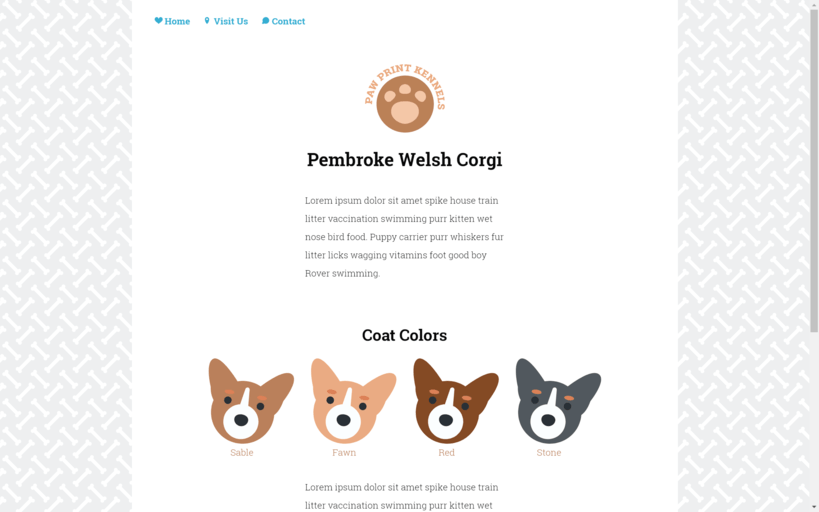 Home Visit Us Contact
PAW PRINT KENNELS
Pembroke Welsh Corgi
Lorem ipsum dolor sit amet spike house train
litter vaccination swimming purr kitten wet
nose bird food. Puppy carrier purr whiskers fur
litter licks wagging vitamins foot good boy
Rover swimming.
Coat Colors
Sable Fawn Red Stone
Lorem ipsum dolor sit amet spike house train
litter vaccination swimming purr kitten wet